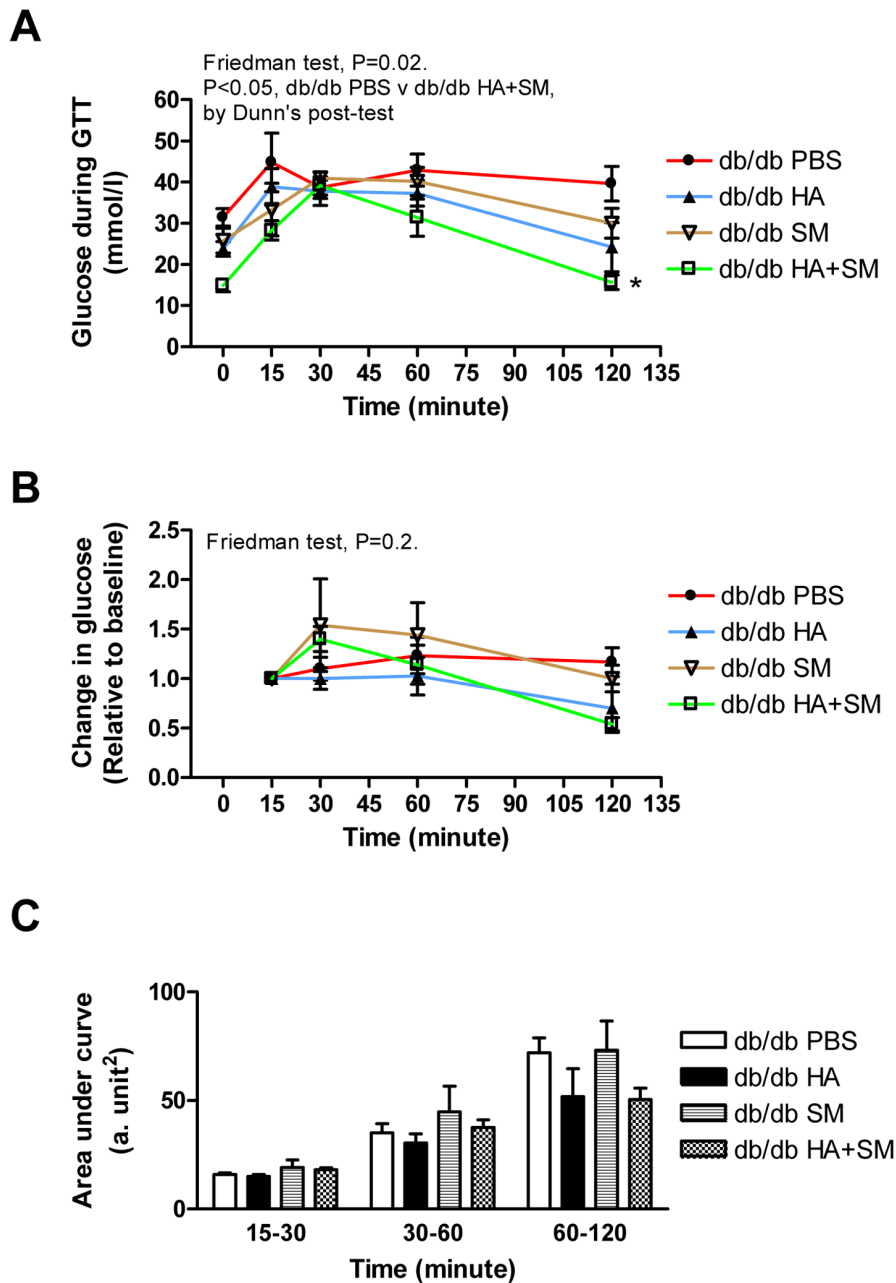 A
Friedman test, P=0.02.
P<0.05, db/db PBS v db/db HA+SM,
by Dunn's post-test
Glucose during GTT
(mmol/l)
60
50
40
30
20
10
0
0 15 30 45 60 75 90 105 120 135
Time (minute)
*
db/db PBS
db/db HA
db/db SM
db/db HA+SM
B
Friedman test, P=0.2.
Change in glucose
(Relative to baseline)
2.5
2.0
1.5
1.0
0.5
0.0
0 15 30 45 60 75 90 105 120 135
Time (minute)
db/db PBS
db/db HA
db/db SM
db/db HA+SM
C
Area under curve
(a. unit²)
100
50
0
15-30 30-60 60-120
Time (minute)
db/db PBS
db/db HA
db/db SM
db/db HA+SM